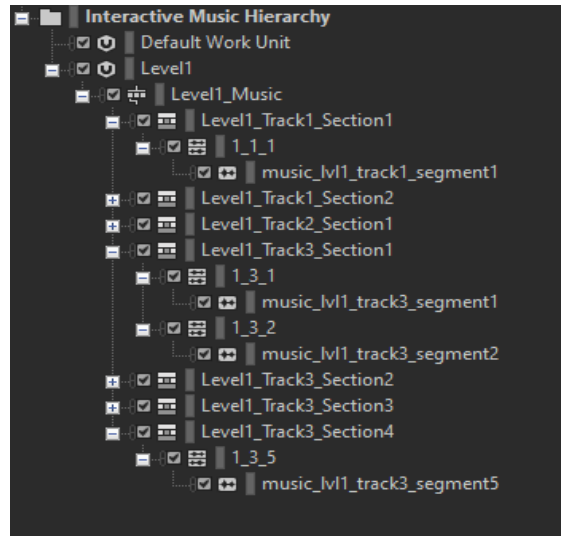 Interactive Music Hierarchy
Default Work Unit
Level1
Level1_Music
Level1_Track1_Section1
1_1_1
music_lvl1_track1_segment1
Level1_Track1_Section2
Level1_Track2_Section1
Level1_Track3_Section1
1_3_1
music_lvl1_track3_segment1
1_3_2
music_lvl1_track3_segment2
Level1_Track3_Section2
Level1_Track3_Section3
Level1_Track3_Section4
1_3_5
music_lvl1_track3_segment5